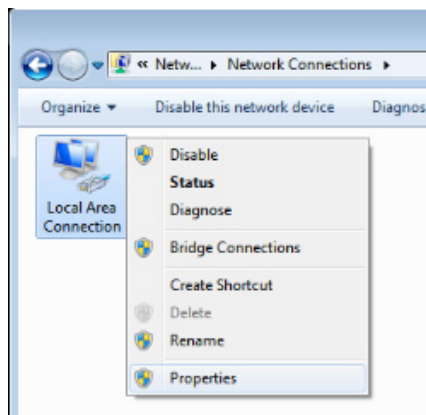 « Netw... ▸ Network Connections ▸
Organize ▾ Disable this network device Diagnos
Local Area
Connection
Disable
Status
Diagnose
Bridge Connections
Create Shortcut
Delete
Rename
Properties